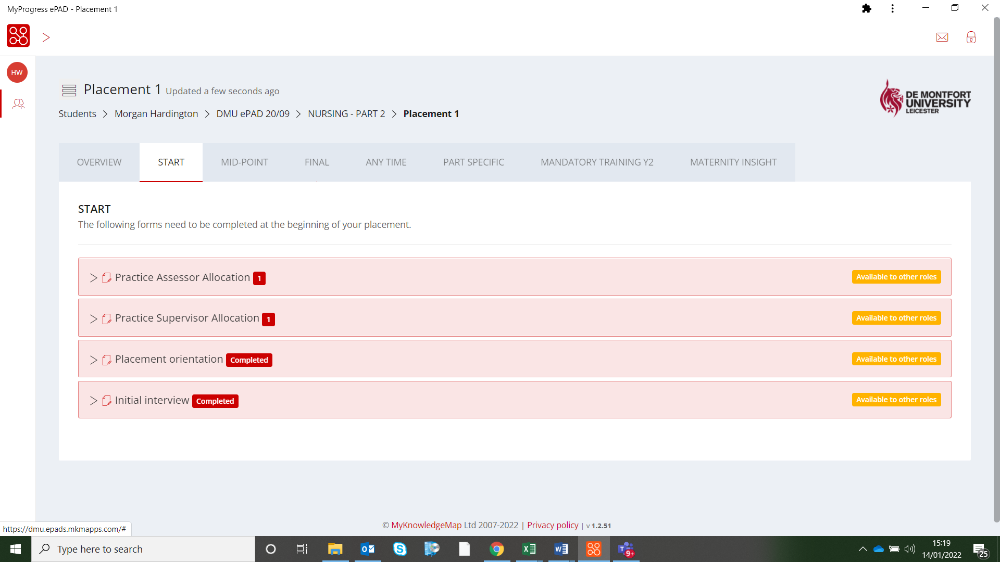 MyProgress ePAD - Placement 1
HW
Placement 1 Updated a few seconds ago
Students > Morgan Hardington > DMU ePAD 20/09 > NURSING - PART 2 > Placement 1
DE MONTFORT
UNIVERSITY
LEICESTER
OVERVIEW START MID-POINT FINAL ANY TIME PART SPECIFIC MANDATORY TRAINING Y2 MATERNITY INSIGHT
START
The following forms need to be completed at the beginning of your placement.
Practice Assessor Allocation 1 Available to other roles
Practice Supervisor Allocation 1 Available to other roles
Placement orientation Completed Available to other roles
Initial interview Completed Available to other roles
© MyKnowledgeMap Ltd 2007-2022 | Privacy policy | v 1.2.51
https://dmu.epads.mkmapps.com/#
Type here to search
9+
15:19
14/01/2022
25